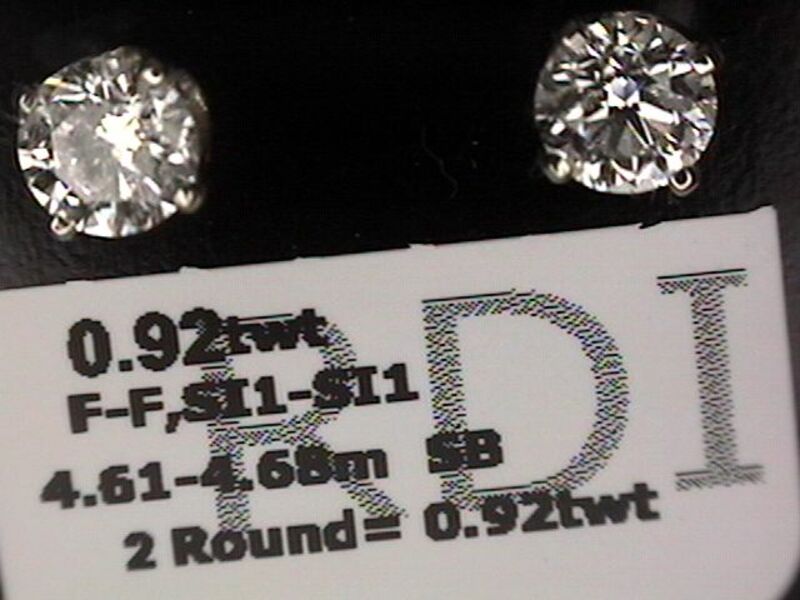 RDI
0.92twt
F-F,SI1-SI1
4.61-4.68m SB
2 Round= 0.92twt